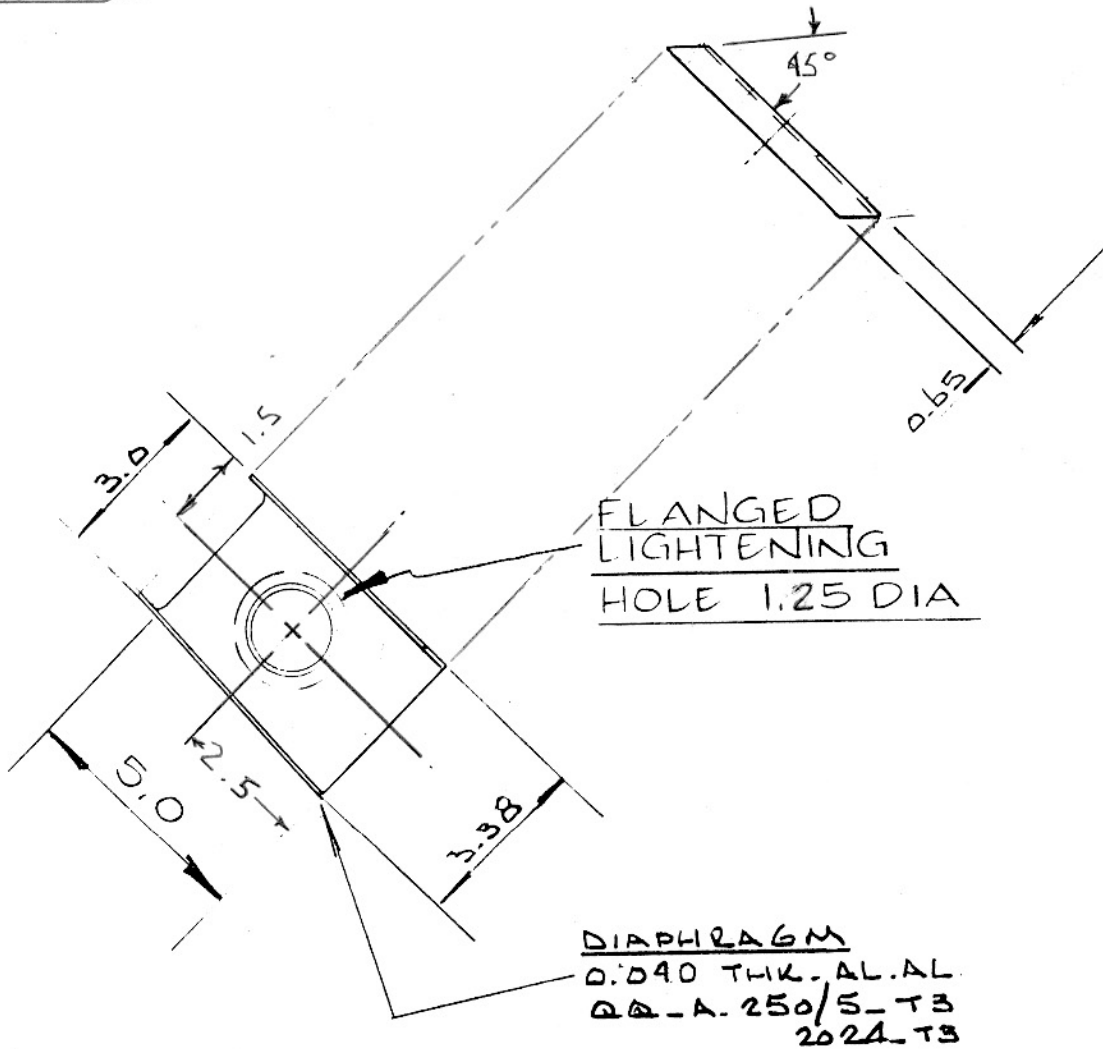 45°
0.65
1.5
3.0
FLANGED
LIGHTENING
HOLE 1.25 DIA
2.5
5.0
3.38
DIAPHRAGM
0.040 THK-AL.AL
QQ-A-250/5-T3
2024-T3